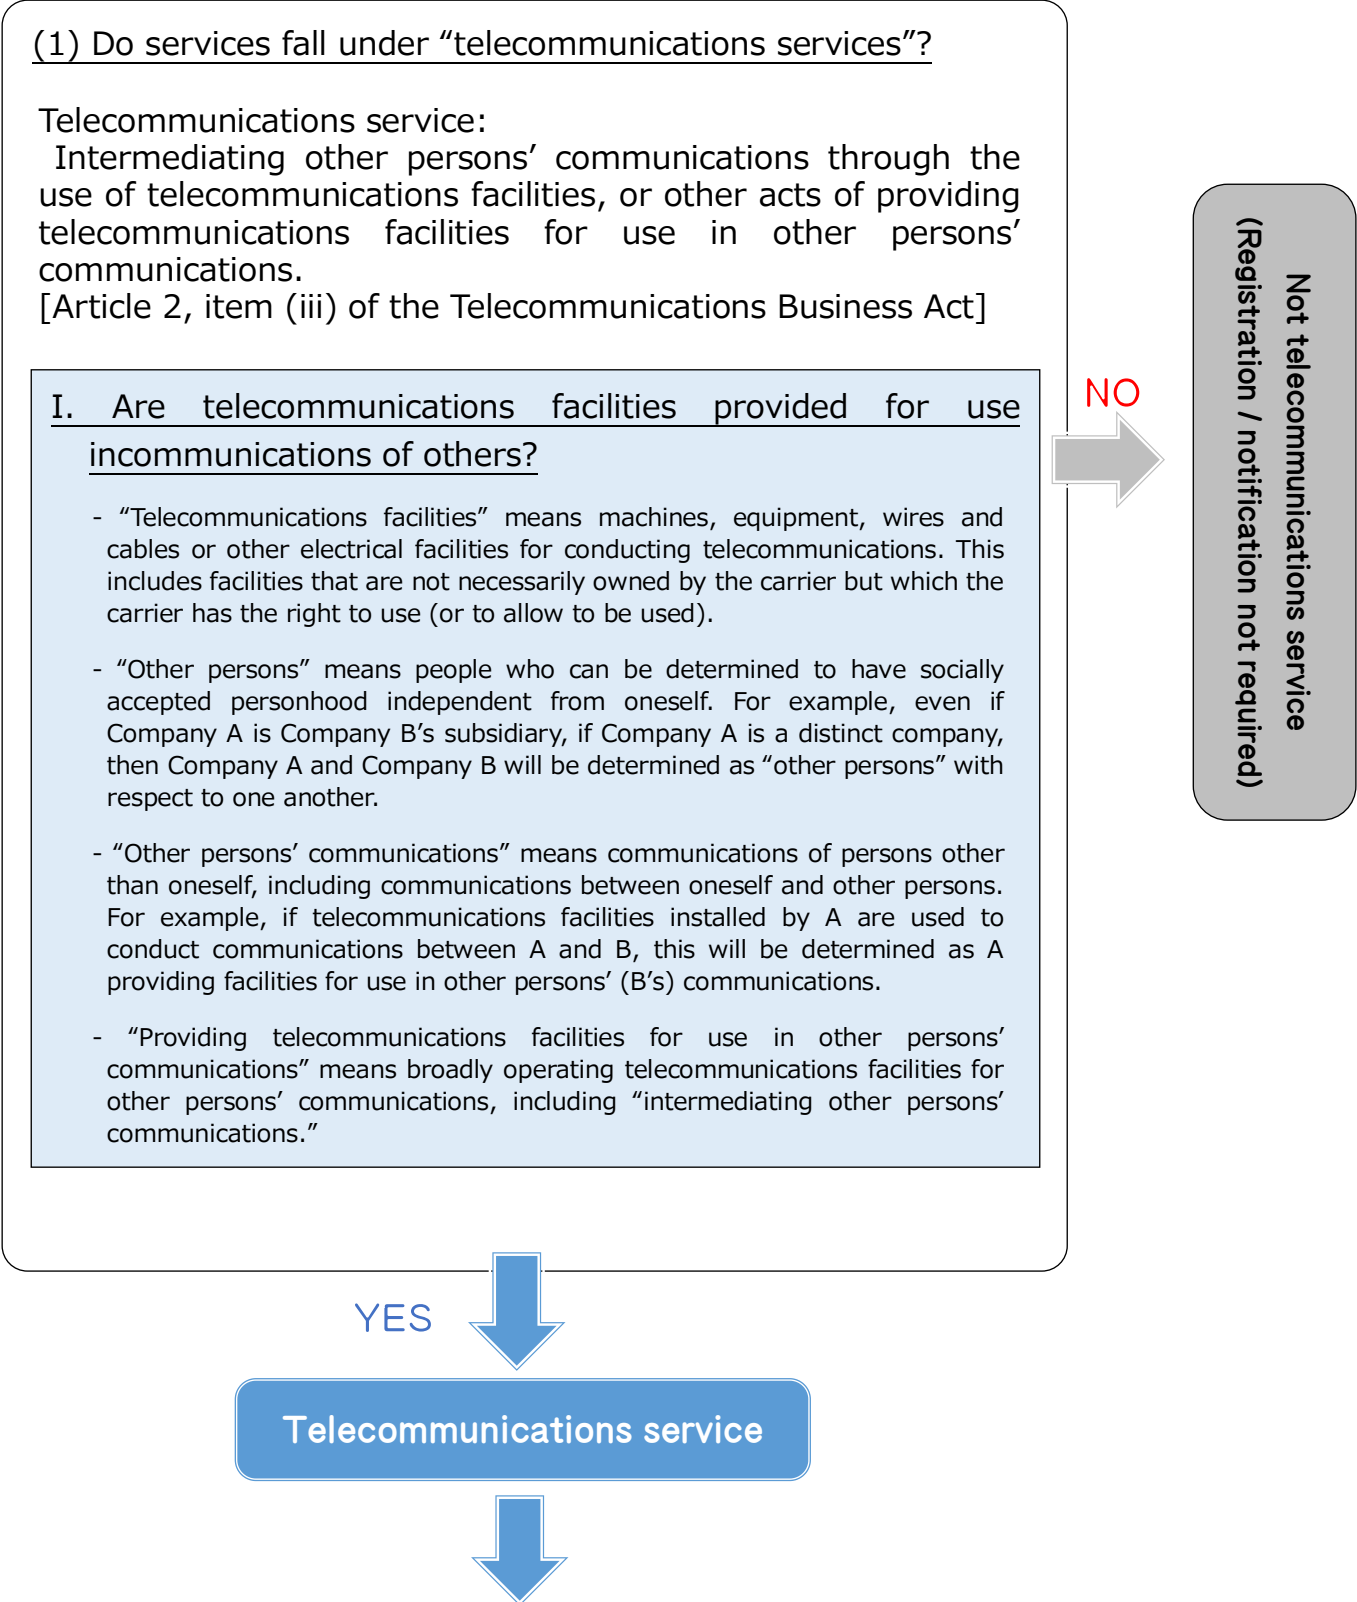 (1) Do services fall under “telecommunications services”?
Telecommunications service:
Intermediating other persons’ communications through the
use of telecommunications facilities, or other acts of providing
telecommunications facilities for use in other persons’
communications.
[Article 2, item (iii) of the Telecommunications Business Act]
I. Are telecommunications facilities provided for use
incommunications of others?
- “Telecommunications facilities” means machines, equipment, wires and
cables or other electrical facilities for conducting telecommunications. This
includes facilities that are not necessarily owned by the carrier but which the
carrier has the right to use (or to allow to be used).
- “Other persons” means people who can be determined to have socially
accepted personhood independent from oneself. For example, even if
Company A is Company B’s subsidiary, if Company A is a distinct company,
then Company A and Company B will be determined as “other persons” with
respect to one another.
- “Other persons’ communications” means communications of persons other
than oneself, including communications between oneself and other persons.
For example, if telecommunications facilities installed by A are used to
conduct communications between A and B, this will be determined as A
providing facilities for use in other persons’ (B’s) communications.
- “Providing telecommunications facilities for use in other persons’
communications” means broadly operating telecommunications facilities for
other persons’ communications, including “intermediating other persons’
communications.”
NO
Not telecommunications service
(Registration / notification not required)
YES
Telecommunications service